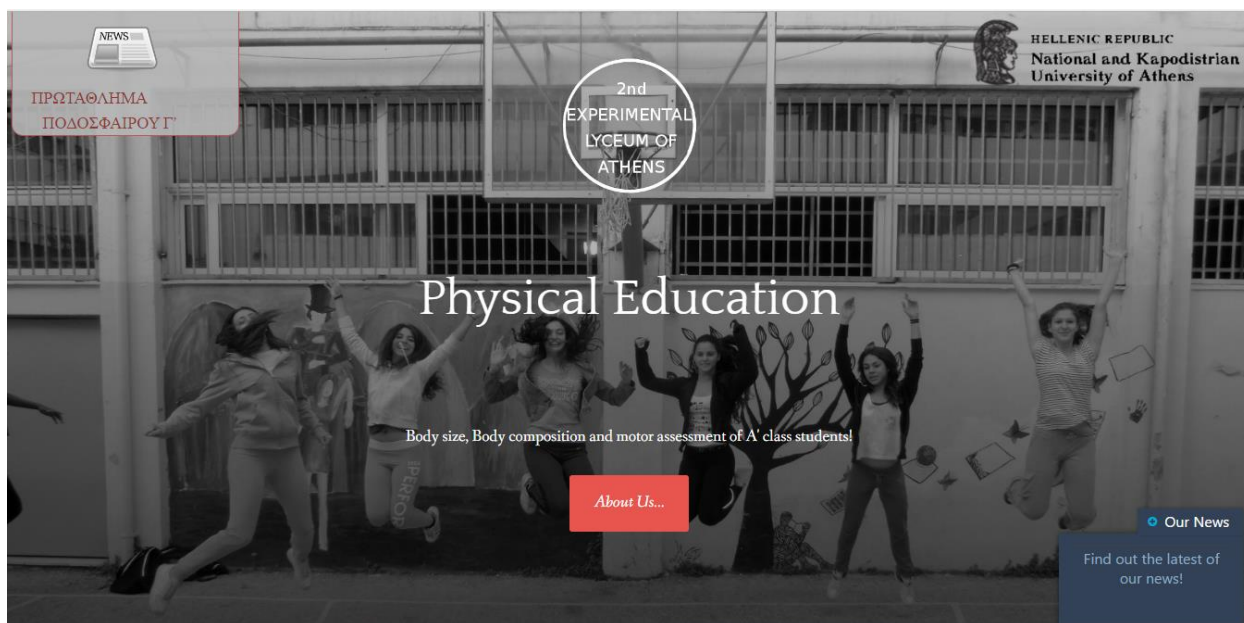 NEWS
ΠΡΩΤΑΘΛΗΜΑ
ΠΟΔΟΣΦΑΙΡΟΥ Γ'
HELLENIC REPUBLIC
National and Kapodistrian
University of Athens
2nd
EXPERIMENTAL
LYCEUM OF
ATHENS
Physical Education
Body size, Body composition and motor assessment of A' class students!
About Us...
Our News
Find out the latest of
our news!